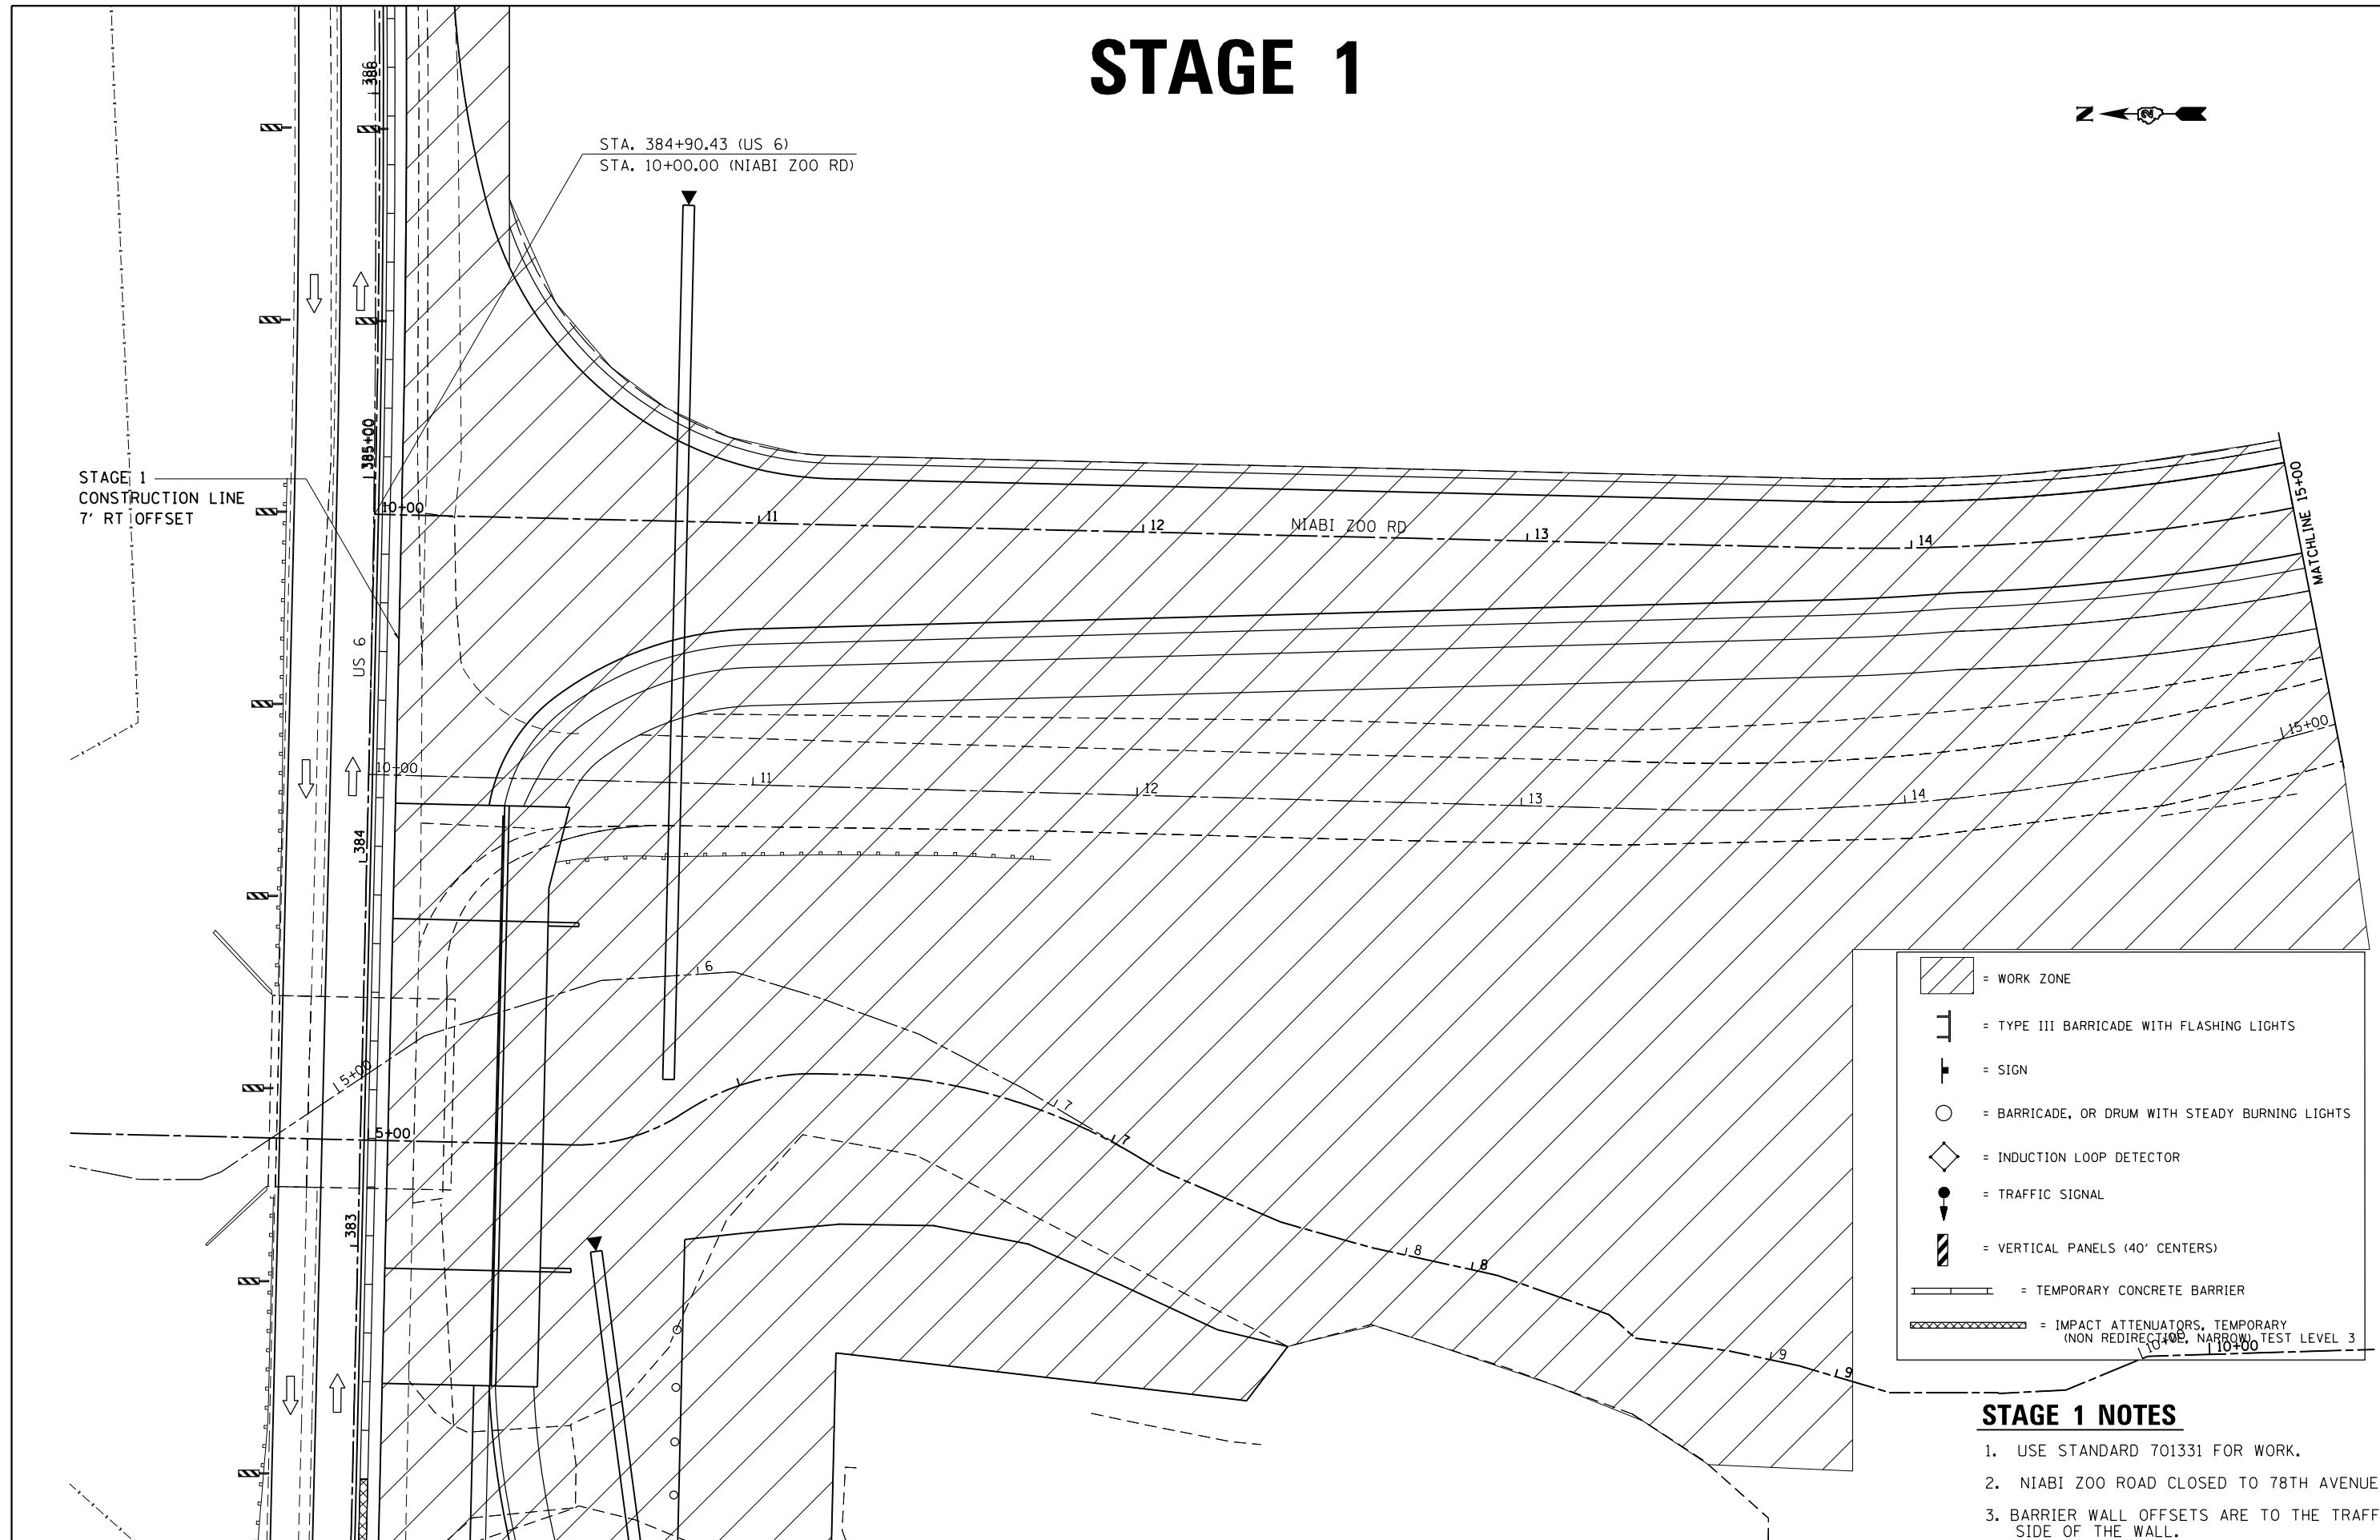 STAGE 1
N
386
386
STA. 384+90.43 (US 6)
STA. 10+00.00 (NIABI ZOO RD)
385+00
STAGE 1
CONSTRUCTION LINE
7' RT OFFSET
10+00
11
12
NIABI ZOO RD
13
14
MATCHLINE 15+00
US 6
10+00
11
12
13
14
15+00
384
6
5+00
5+00
7
7
383
8
8
9
9
10+00
10+00
= WORK ZONE
= TYPE III BARRICADE WITH FLASHING LIGHTS
= SIGN
= BARRICADE, OR DRUM WITH STEADY BURNING LIGHTS
= INDUCTION LOOP DETECTOR
= TRAFFIC SIGNAL
= VERTICAL PANELS (40' CENTERS)
= TEMPORARY CONCRETE BARRIER
= IMPACT ATTENUATORS, TEMPORARY
(NON REDIRECTIVE, NARROW) TEST LEVEL 3
STAGE 1 NOTES
1. USE STANDARD 701331 FOR WORK.
2. NIABI ZOO ROAD CLOSED TO 78TH AVENUE
3. BARRIER WALL OFFSETS ARE TO THE TRAFF
SIDE OF THE WALL.